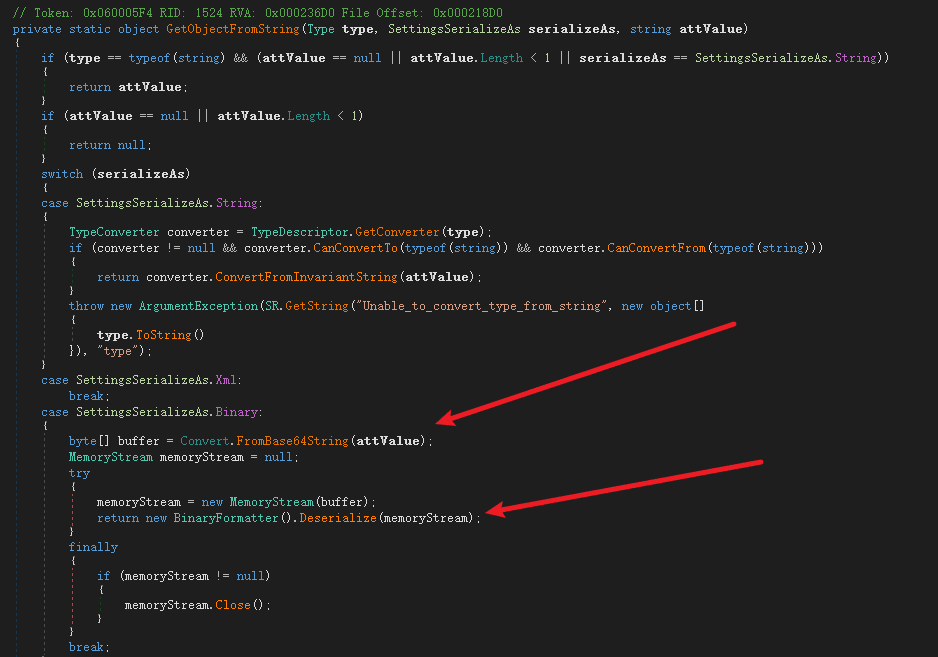 // Token: 0x060005F4 RID: 1524 RVA: 0x000236D0 File Offset: 0x000218D0
private static object GetObjectFromString(Type type, SettingsSerializeAs serializeAs, string attValue)
{
if (type == typeof(string) && (attValue == null || attValue.Length < 1 || serializeAs == SettingsSerializeAs.String))
{
return attValue;
}
if (attValue == null || attValue.Length < 1)
{
return null;
}
switch (serializeAs)
{
case SettingsSerializeAs.String:
{
TypeConverter converter = TypeDescriptor.GetConverter(type);
if (converter != null && converter.CanConvertTo(typeof(string)) && converter.CanConvertFrom(typeof(string)))
{
return converter.ConvertFromInvariantString(attValue);
}
throw new ArgumentException(SR.GetString("Unable_to_convert_type_from_string", new object[]
{
type.ToString()
}), "type");
}
case SettingsSerializeAs.Xml:
break;
case SettingsSerializeAs.Binary:
{
byte[] buffer = Convert.FromBase64String(attValue);
MemoryStream memoryStream = null;
try
{
memoryStream = new MemoryStream(buffer);
return new BinaryFormatter().Deserialize(memoryStream);
}
finally
{
if (memoryStream != null)
{
memoryStream.Close();
}
}
break;